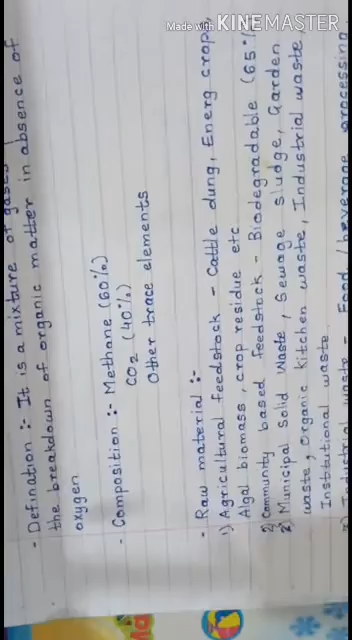 Made with KINEMASTER
- Defination :- It is a mixture of gases
the breakdown of organic matter in absence of
oxygen
- Composition :- Methane (60%)
CO2 (40%)
Other trace elements
- Raw material :-
1) Agricultural feedstock - Cattle dung, Energ crop,
Algal biomass, crop residue etc
2) Community based feedstock - Biodegradable (65%
3) Municipal Solid Waste, Sewage sludge, Garden
waste, organic kitchen waste, Industrial waste
Institutional waste.
Industrial waste - Food / beverage processing